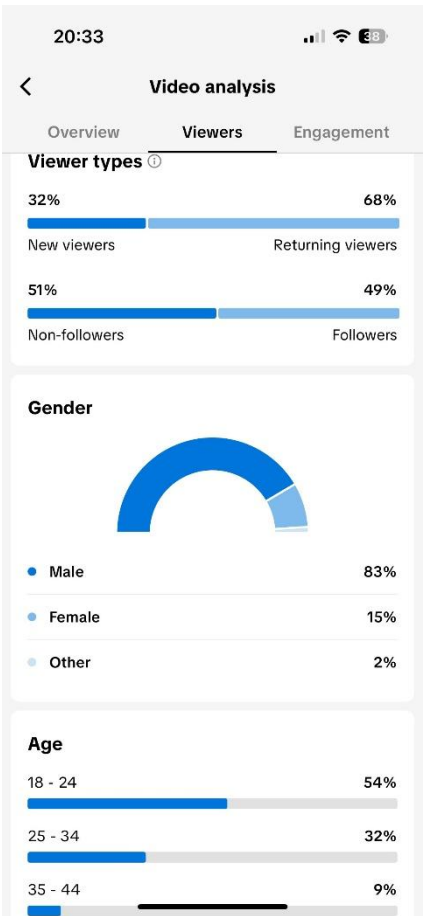 20:33
38
Video analysis
Overview Viewers Engagement
Viewer types
32% 68%
New viewers Returning viewers
51% 49%
Non-followers Followers
Gender
Male 83%
Female 15%
Other 2%
Age
18 - 24 54%
25 - 34 32%
35 - 44 9%